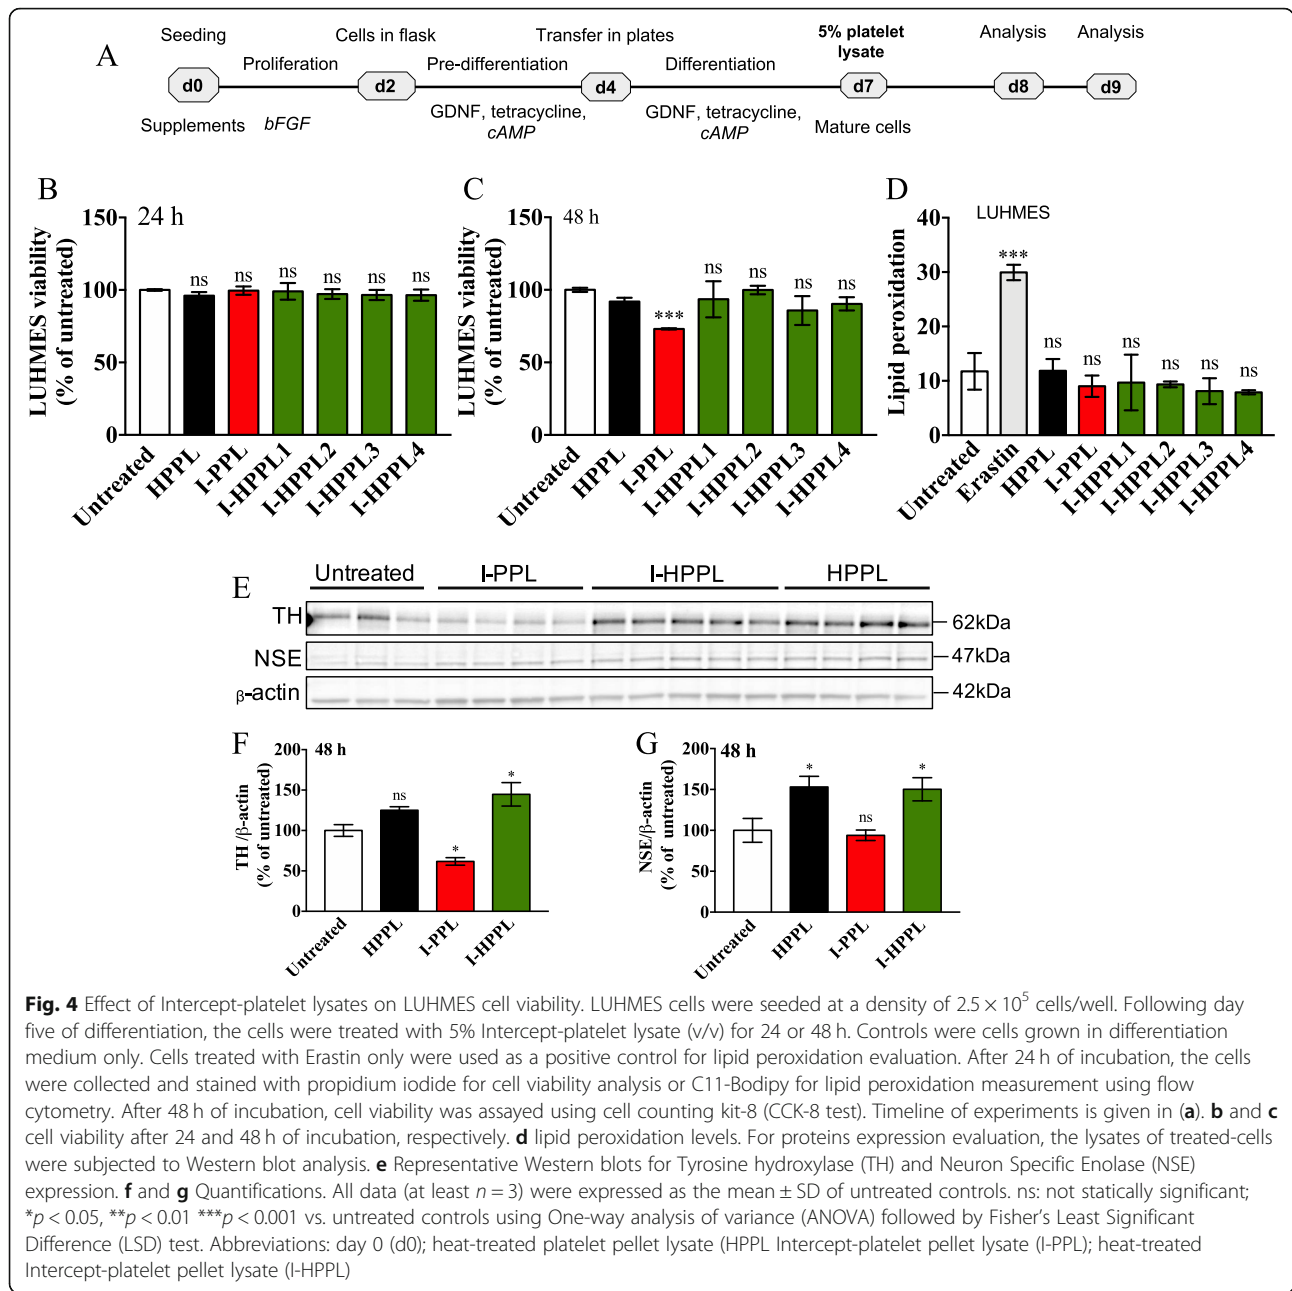 A
Seeding
Cells in flask
Transfer in plates
5% platelet
lysate
Analysis
Analysis
Proliferation
Pre-differentiation
Differentiation
d0
d2
d4
d7
d8
d9
Supplements
bFGF
GDNF, tetracycline,
cAMP
GDNF, tetracycline,
cAMP
Mature cells
B
24 h
LUHMES viability
(% of untreated)
150
100
50
0
ns
ns
ns
ns
ns
ns
Untreated
HPPL
I-PPL
I-HPPL1
I-HPPL2
I-HPPL3
I-HPPL4
C
48 h
LUHMES viability
(% of untreated)
150
100
50
0
***
ns
ns
ns
ns
Untreated
HPPL
I-PPL
I-HPPL1
I-HPPL2
I-HPPL3
I-HPPL4
D
LUHMES
Lipid peroxidation
40
30
20
10
0
***
ns
ns
ns
ns
ns
ns
Untreated
Erastin
HPPL
I-PPL
I-HPPL1
I-HPPL2
I-HPPL3
I-HPPL4
E
Untreated
I-PPL
I-HPPL
HPPL
TH
62kDa
NSE
47kDa
β-actin
42kDa
F
48 h
TH /β-actin
(% of untreated)
200
150
100
50
0
ns
*
*
Untreated
HPPL
I-PPL
I-HPPL
G
48 h
NSE/β-actin
(% of untreated)
200
150
100
50
0
*
ns
*
Untreated
HPPL
I-PPL
I-HPPL
Fig. 4 Effect of Intercept-platelet lysates on LUHMES cell viability. LUHMES cells were seeded at a density of 2.5 × 10⁵ cells/well. Following day
five of differentiation, the cells were treated with 5% Intercept-platelet lysate (v/v) for 24 or 48 h. Controls were cells grown in differentiation
medium only. Cells treated with Erastin only were used as a positive control for lipid peroxidation evaluation. After 24 h of incubation, the cells
were collected and stained with propidium iodide for cell viability analysis or C11-Bodipy for lipid peroxidation measurement using flow
cytometry. After 48 h of incubation, cell viability was assayed using cell counting kit-8 (CCK-8 test). Timeline of experiments is given in (a). b and c
cell viability after 24 and 48 h of incubation, respectively. d lipid peroxidation levels. For proteins expression evaluation, the lysates of treated-cells
were subjected to Western blot analysis. e Representative Western blots for Tyrosine hydroxylase (TH) and Neuron Specific Enolase (NSE)
expression. f and g Quantifications. All data (at least n = 3) were expressed as the mean ± SD of untreated controls. ns: not statically significant;
*p < 0.05, **p < 0.01 ***p < 0.001 vs. untreated controls using One-way analysis of variance (ANOVA) followed by Fisher's Least Significant
Difference (LSD) test. Abbreviations: day 0 (d0); heat-treated platelet pellet lysate (HPPL Intercept-platelet pellet lysate (I-PPL); heat-treated
Intercept-platelet pellet lysate (I-HPPL)